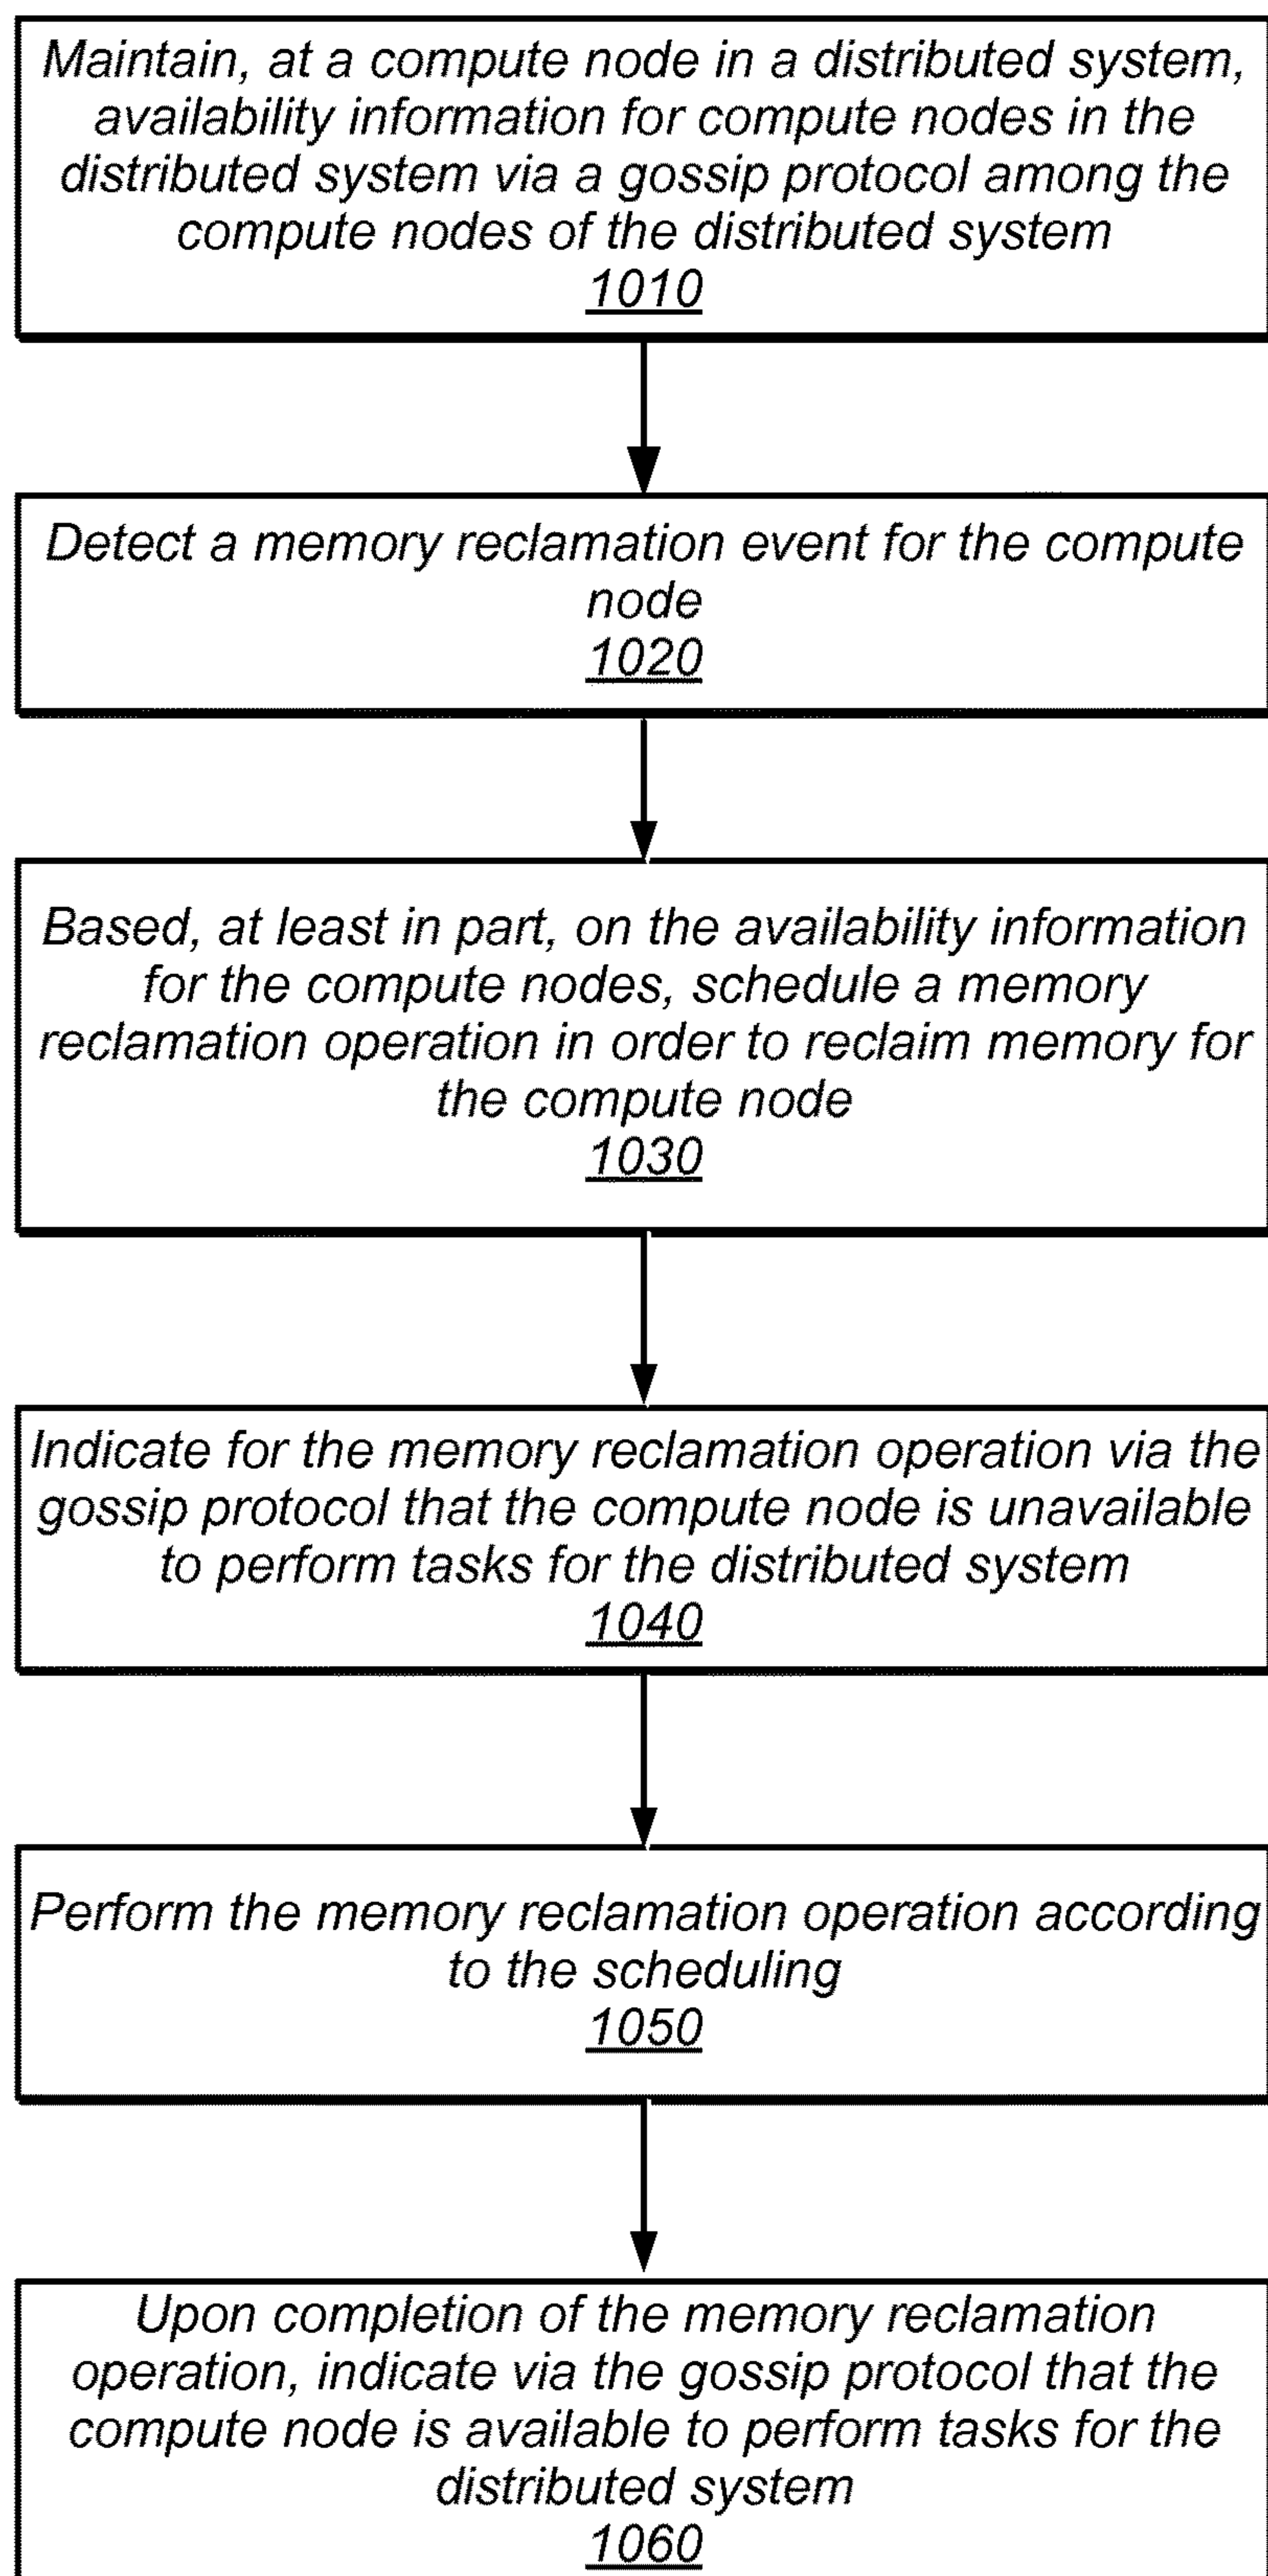 Maintain, at a compute node in a distributed system,
availability information for compute nodes in the
distributed system via a gossip protocol among the
compute nodes of the distributed system
1010
Detect a memory reclamation event for the compute
node
1020
Based, at least in part, on the availability information
for the compute nodes, schedule a memory
reclamation operation in order to reclaim memory for
the compute node
1030
Indicate for the memory reclamation operation via the
gossip protocol that the compute node is unavailable
to perform tasks for the distributed system
1040
Perform the memory reclamation operation according
to the scheduling
1050
Upon completion of the memory reclamation
operation, indicate via the gossip protocol that the
compute node is available to perform tasks for the
distributed system
1060